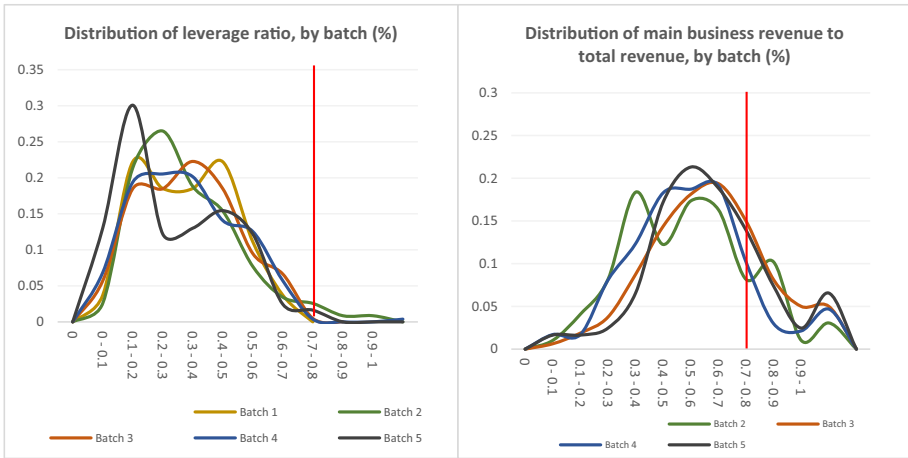 Distribution of leverage ratio, by batch (%)
0.35
0.3
0.25
0.2
0.15
0.1
0.05
0
0
0 - 0.1
0.1 - 0.2
0.2 - 0.3
0.3 - 0.4
0.4 - 0.5
0.5 - 0.6
0.6 - 0.7
0.7 - 0.8
0.8 - 0.9
0.9 - 1
Batch 1
Batch 2
Batch 3
Batch 4
Batch 5
Distribution of main business revenue to
total revenue, by batch (%)
0.3
0.25
0.2
0.15
0.1
0.05
0
0
0 - 0.1
0.1 - 0.2
0.2 - 0.3
0.3 - 0.4
0.4 - 0.5
0.5 - 0.6
0.6 - 0.7
0.7 - 0.8
0.8 - 0.9
0.9 - 1
Batch 2
Batch 3
Batch 4
Batch 5